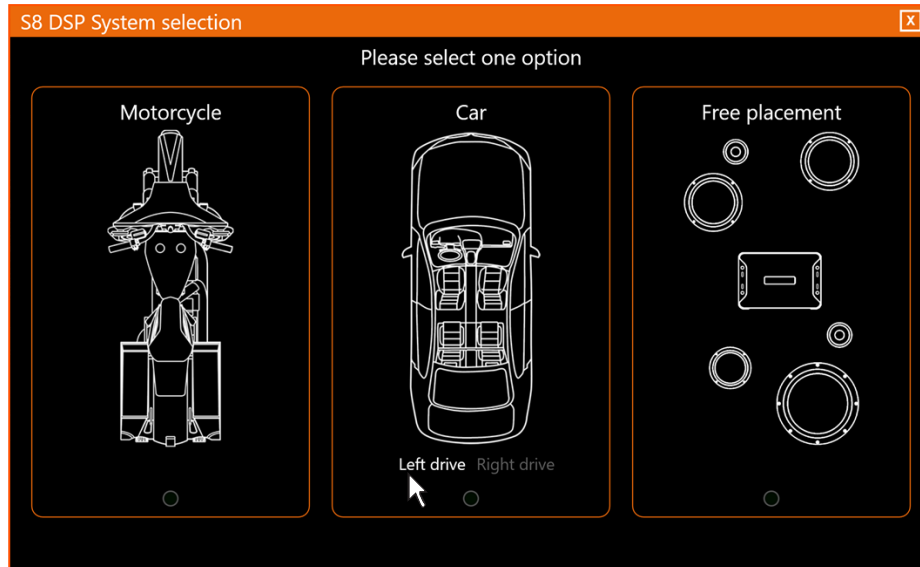 S8 DSP System selection
X
Please select one option
Motorcycle
Car
Free placement
Left drive Right drive